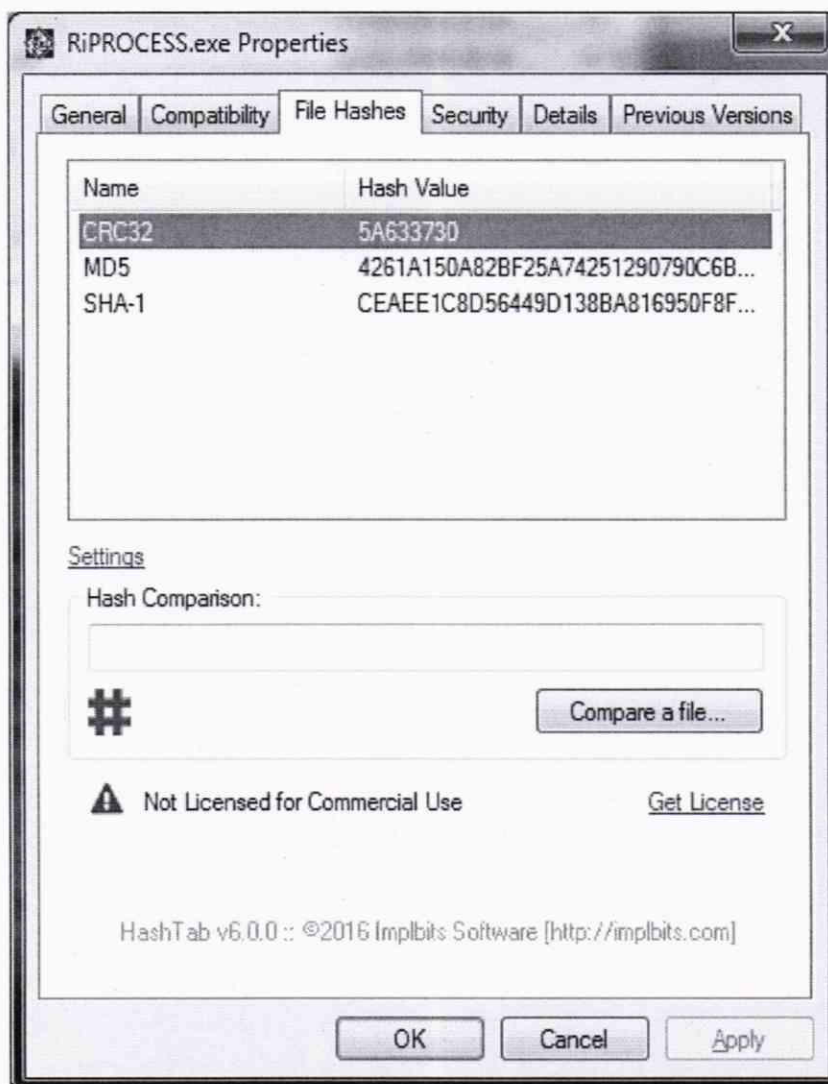 RiPROCESS.exe Properties
General Compatibility File Hashes Security Details Previous Versions
Name Hash Value
CRC32 5A633730
MD5 4261A150A82BF25A74251290790C6B...
SHA-1 CEAEE1C8D56449D138BA816950F8F...
Settings
Hash Comparison:
Compare a file...
Not Licensed for Commercial Use Get License
HashTab v6.0.0 :: ©2016 Implbits Software [http://implbits.com]
OK Cancel Apply